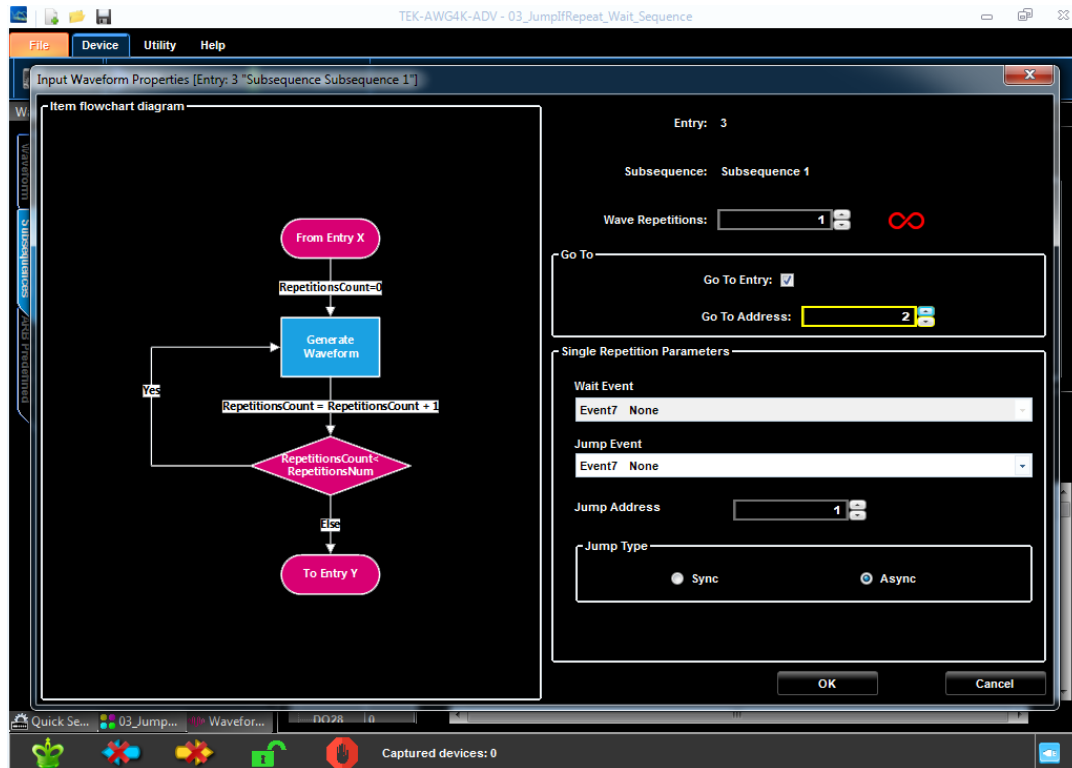 TEK-AWG4K-ADV - 03_JumpIfRepeat_Wait_Sequence
File Device Utility Help
Input Waveform Properties [Entry: 3 "Subsequence Subsequence 1"]
Item flowchart diagram
From Entry X
RepetitionsCount=0
Generate
Waveform
Yes
RepetitionsCount = RepetitionsCount + 1
RepetitionsCount<
RepetitionsNum
Else
To Entry Y
Entry: 3
Subsequence: Subsequence 1
Wave Repetitions: 1
Go To
Go To Entry:
Go To Address: 2
Single Repetition Parameters
Wait Event
Event7 None
Jump Event
Event7 None
Jump Address 1
Jump Type
Sync Async
OK Cancel
Waveform
Subsequences
Predefined
Quick Se... 03_Jump... Wavefor...
DO28 0
Captured devices: 0